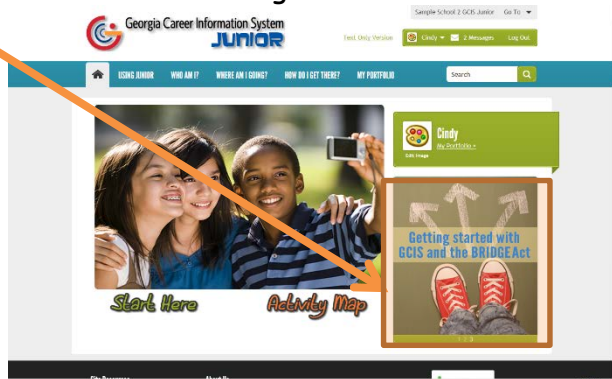 Georgia Career Information System
JUNIOR
Sample School 2 GCIS Junior Go To
Text Only Version
Cindy 2 Messages Log Out
USING JUNIOR WHO AM I? WHERE AM I GOING? HOW DO I GET THERE? MY PORTFOLIO
Search
Cindy
My Portfolio
Edit Image
Getting started with
GCIS and the BRIDGEAct
Start Here
Activity Map